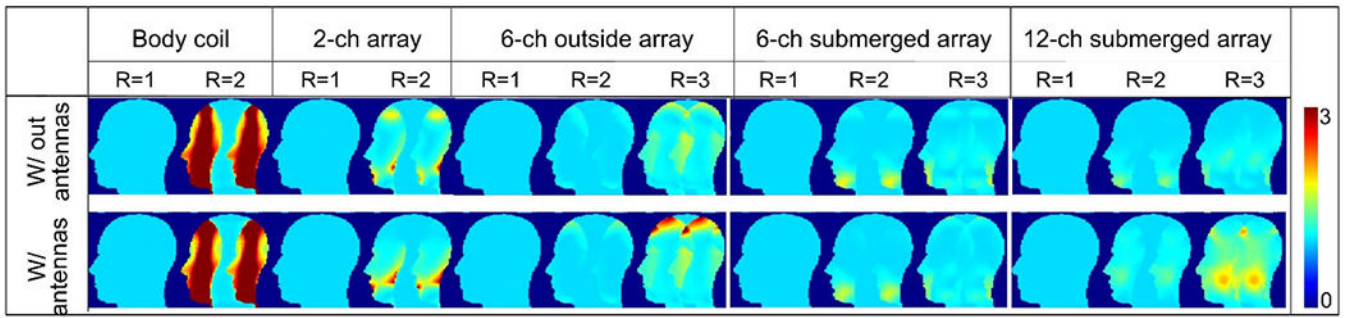 Body coil 2-ch array 6-ch outside array 6-ch submerged array 12-ch submerged array
R=1 R=2 R=1 R=2 R=1 R=2 R=3 R=1 R=2 R=3 R=1 R=2 R=3
W/ out
antennas
W/
antennas
3
0